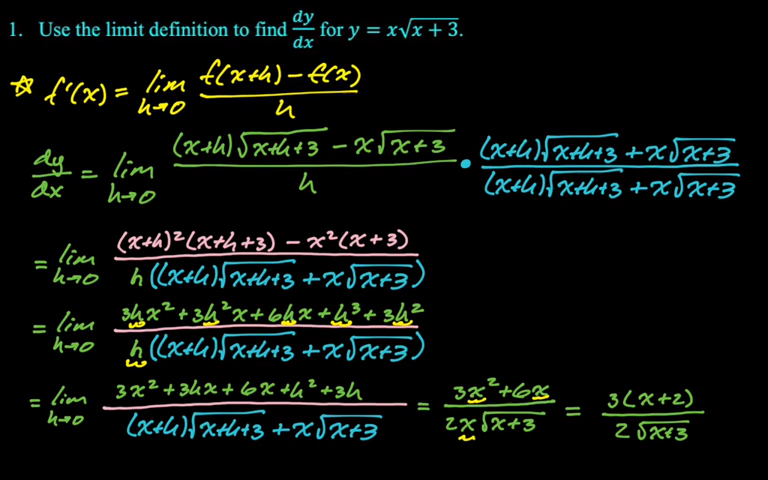 1. Use the limit definition to find dy/dx for y = x√(x + 3).
☆ f'(x) = lim h→0 (f(x+h) − f(x))/h
dy/dx = lim h→0 ((x+h)√(x+h+3) − x√(x+3))/h · ((x+h)√(x+h+3) + x√(x+3))/((x+h)√(x+h+3) + x√(x+3))
= lim h→0 ((x+h)²(x+h+3) − x²(x+3))/(h((x+h)√(x+h+3) + x√(x+3)))
= lim h→0 (3hx² + 3h²x + 6hx + h³ + 3h²)/(h((x+h)√(x+h+3) + x√(x+3)))
= lim h→0 (3x² + 3hx + 6x + h² + 3h)/((x+h)√(x+h+3) + x√(x+3)) = (3x² + 6x)/(2x√(x+3)) = 3(x+2)/(2√(x+3))